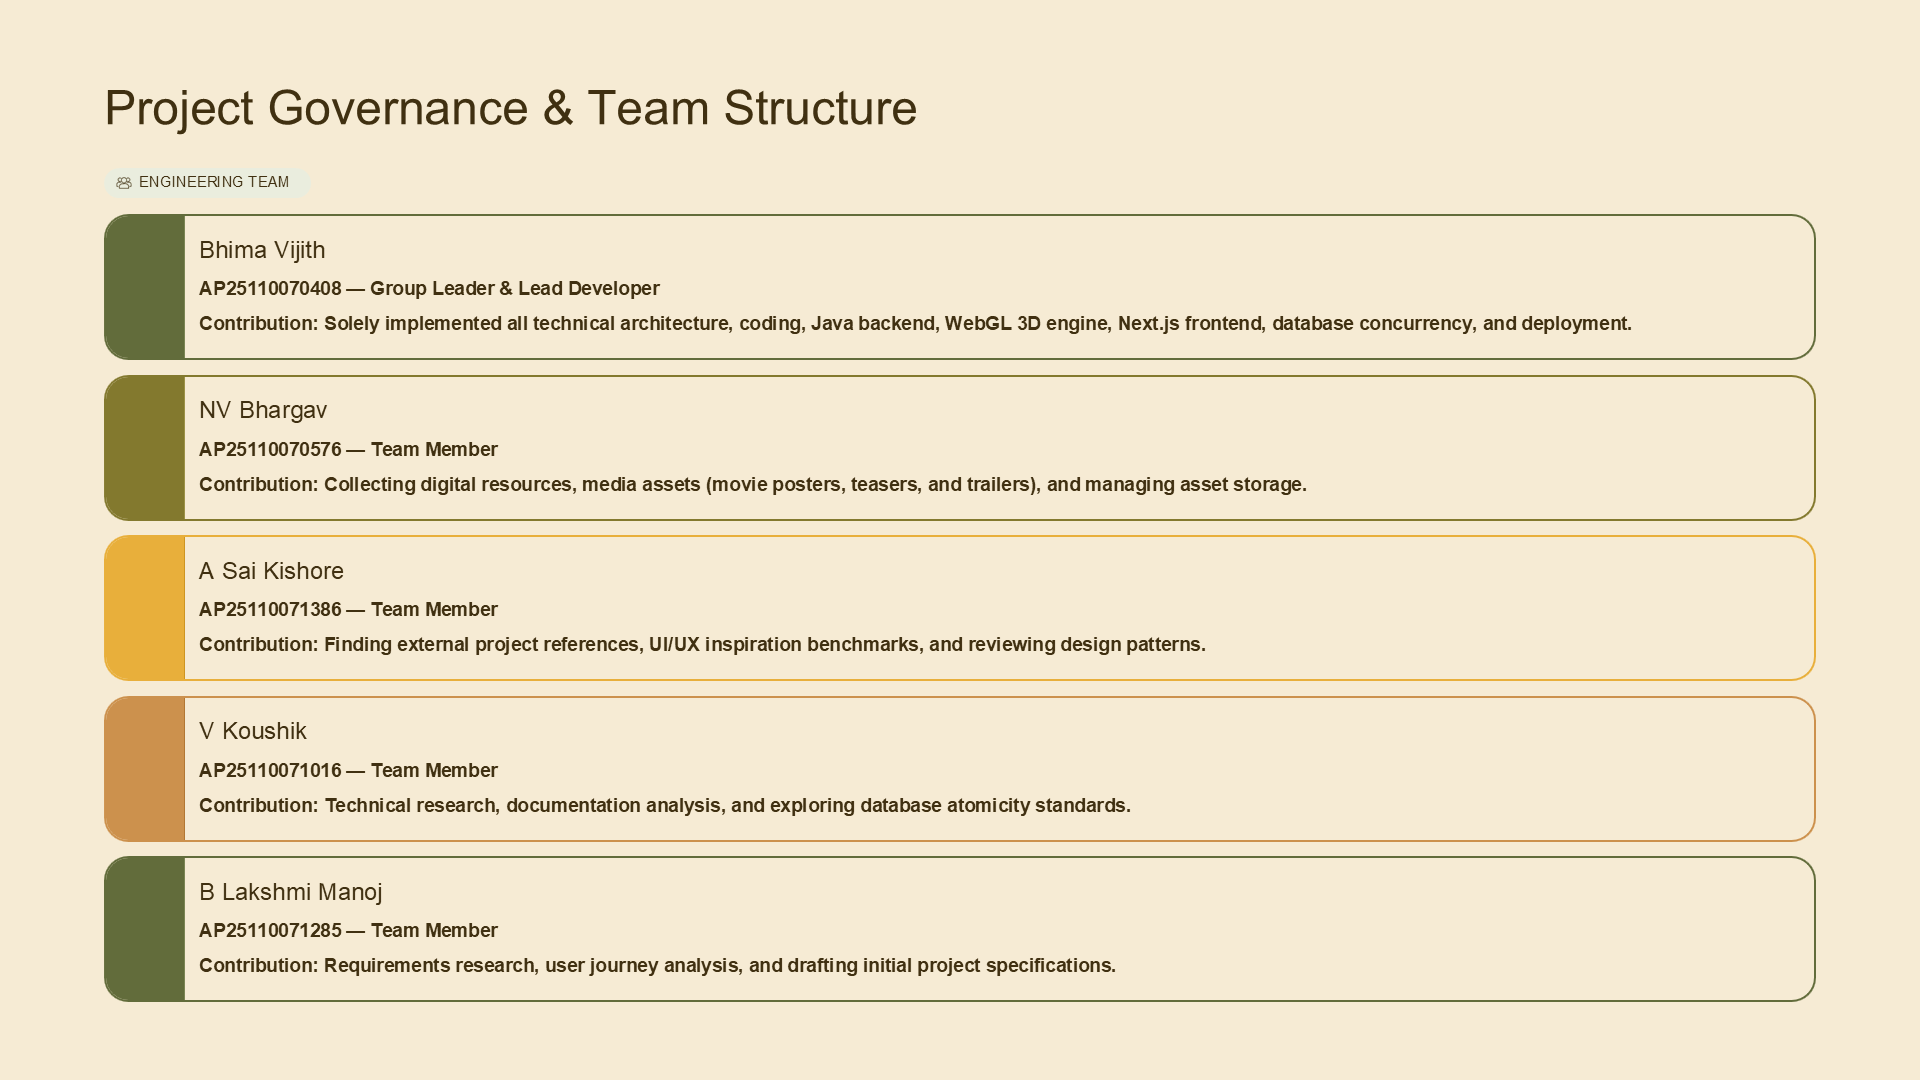 Project Governance & Team Structure
ENGINEERING TEAM
Bhima Vijith
AP25110070408 — Group Leader & Lead Developer
Contribution: Solely implemented all technical architecture, coding, Java backend, WebGL 3D engine, Next.js frontend, database concurrency, and deployment.
NV Bhargav
AP25110070576 — Team Member
Contribution: Collecting digital resources, media assets (movie posters, teasers, and trailers), and managing asset storage.
A Sai Kishore
AP25110071386 — Team Member
Contribution: Finding external project references, UI/UX inspiration benchmarks, and reviewing design patterns.
V Koushik
AP25110071016 — Team Member
Contribution: Technical research, documentation analysis, and exploring database atomicity standards.
B Lakshmi Manoj
AP25110071285 — Team Member
Contribution: Requirements research, user journey analysis, and drafting initial project specifications.